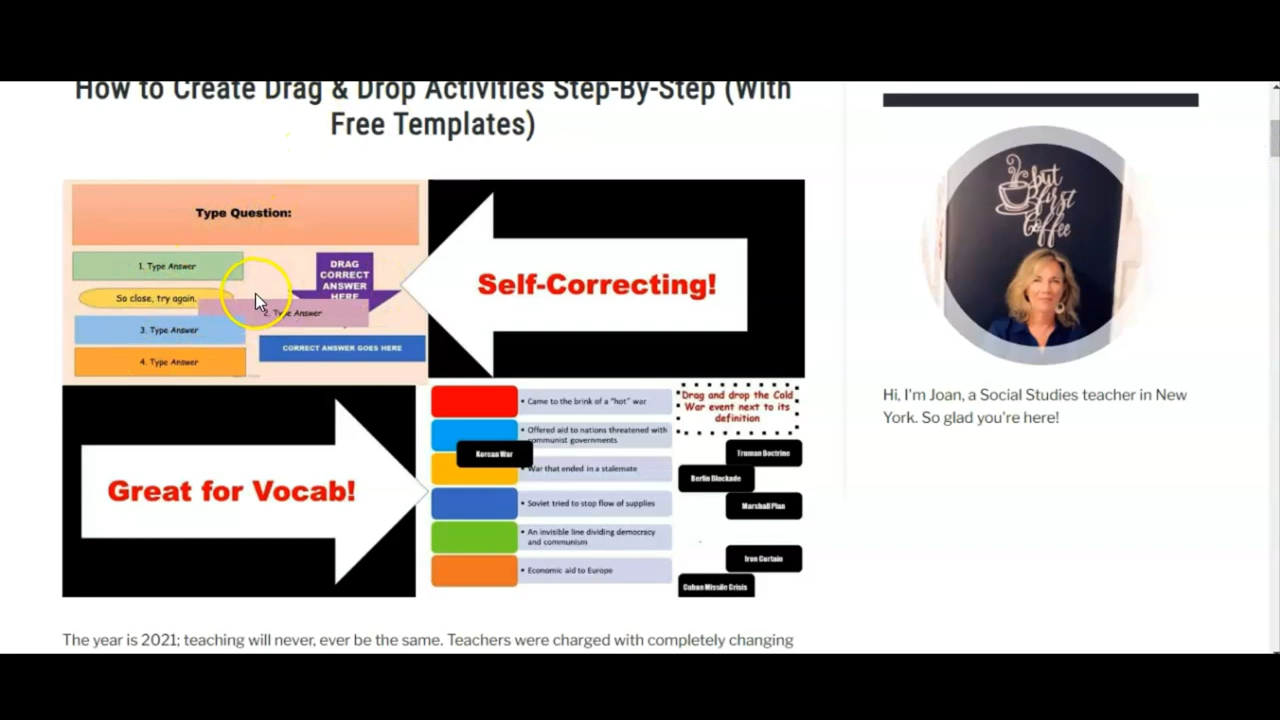 How to Create Drag & Drop Activities Step-By-Step (With
Free Templates)
Type Question:
1. Type Answer
So close, try again.
2. Type Answer
3. Type Answer
4. Type Answer
DRAG
CORRECT
ANSWER
HERE
CORRECT ANSWER GOES HERE
Self-Correcting!
Great for Vocab!
• Came to the brink of a "hot" war
• Offered aid to nations threatened with
communist governments
Korean War
• War that ended in a stalemate
• Soviet tried to stop flow of supplies
• An invisible line dividing democracy
and communism
• Economic aid to Europe
Drag and drop the Cold
War event next to its
definition
Truman Doctrine
Berlin Blockade
Marshall Plan
Iron Curtain
Cuban Missile Crisis
The year is 2021; teaching will never, ever be the same. Teachers were charged with completely changing
but
first
Coffee
Hi, I'm Joan, a Social Studies teacher in New
York. So glad you're here!